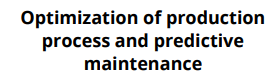 Optimization of production
process and predictive
maintenance